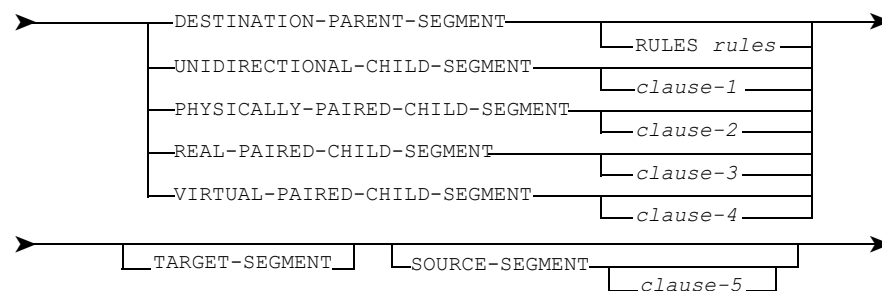 DESTINATION-PARENT-SEGMENT
RULES rules
UNIDIRECTIONAL-CHILD-SEGMENT
clause-1
PHYSICALLY-PAIRED-CHILD-SEGMENT
clause-2
REAL-PAIRED-CHILD-SEGMENT
clause-3
VIRTUAL-PAIRED-CHILD-SEGMENT
clause-4
TARGET-SEGMENT SOURCE-SEGMENT
clause-5